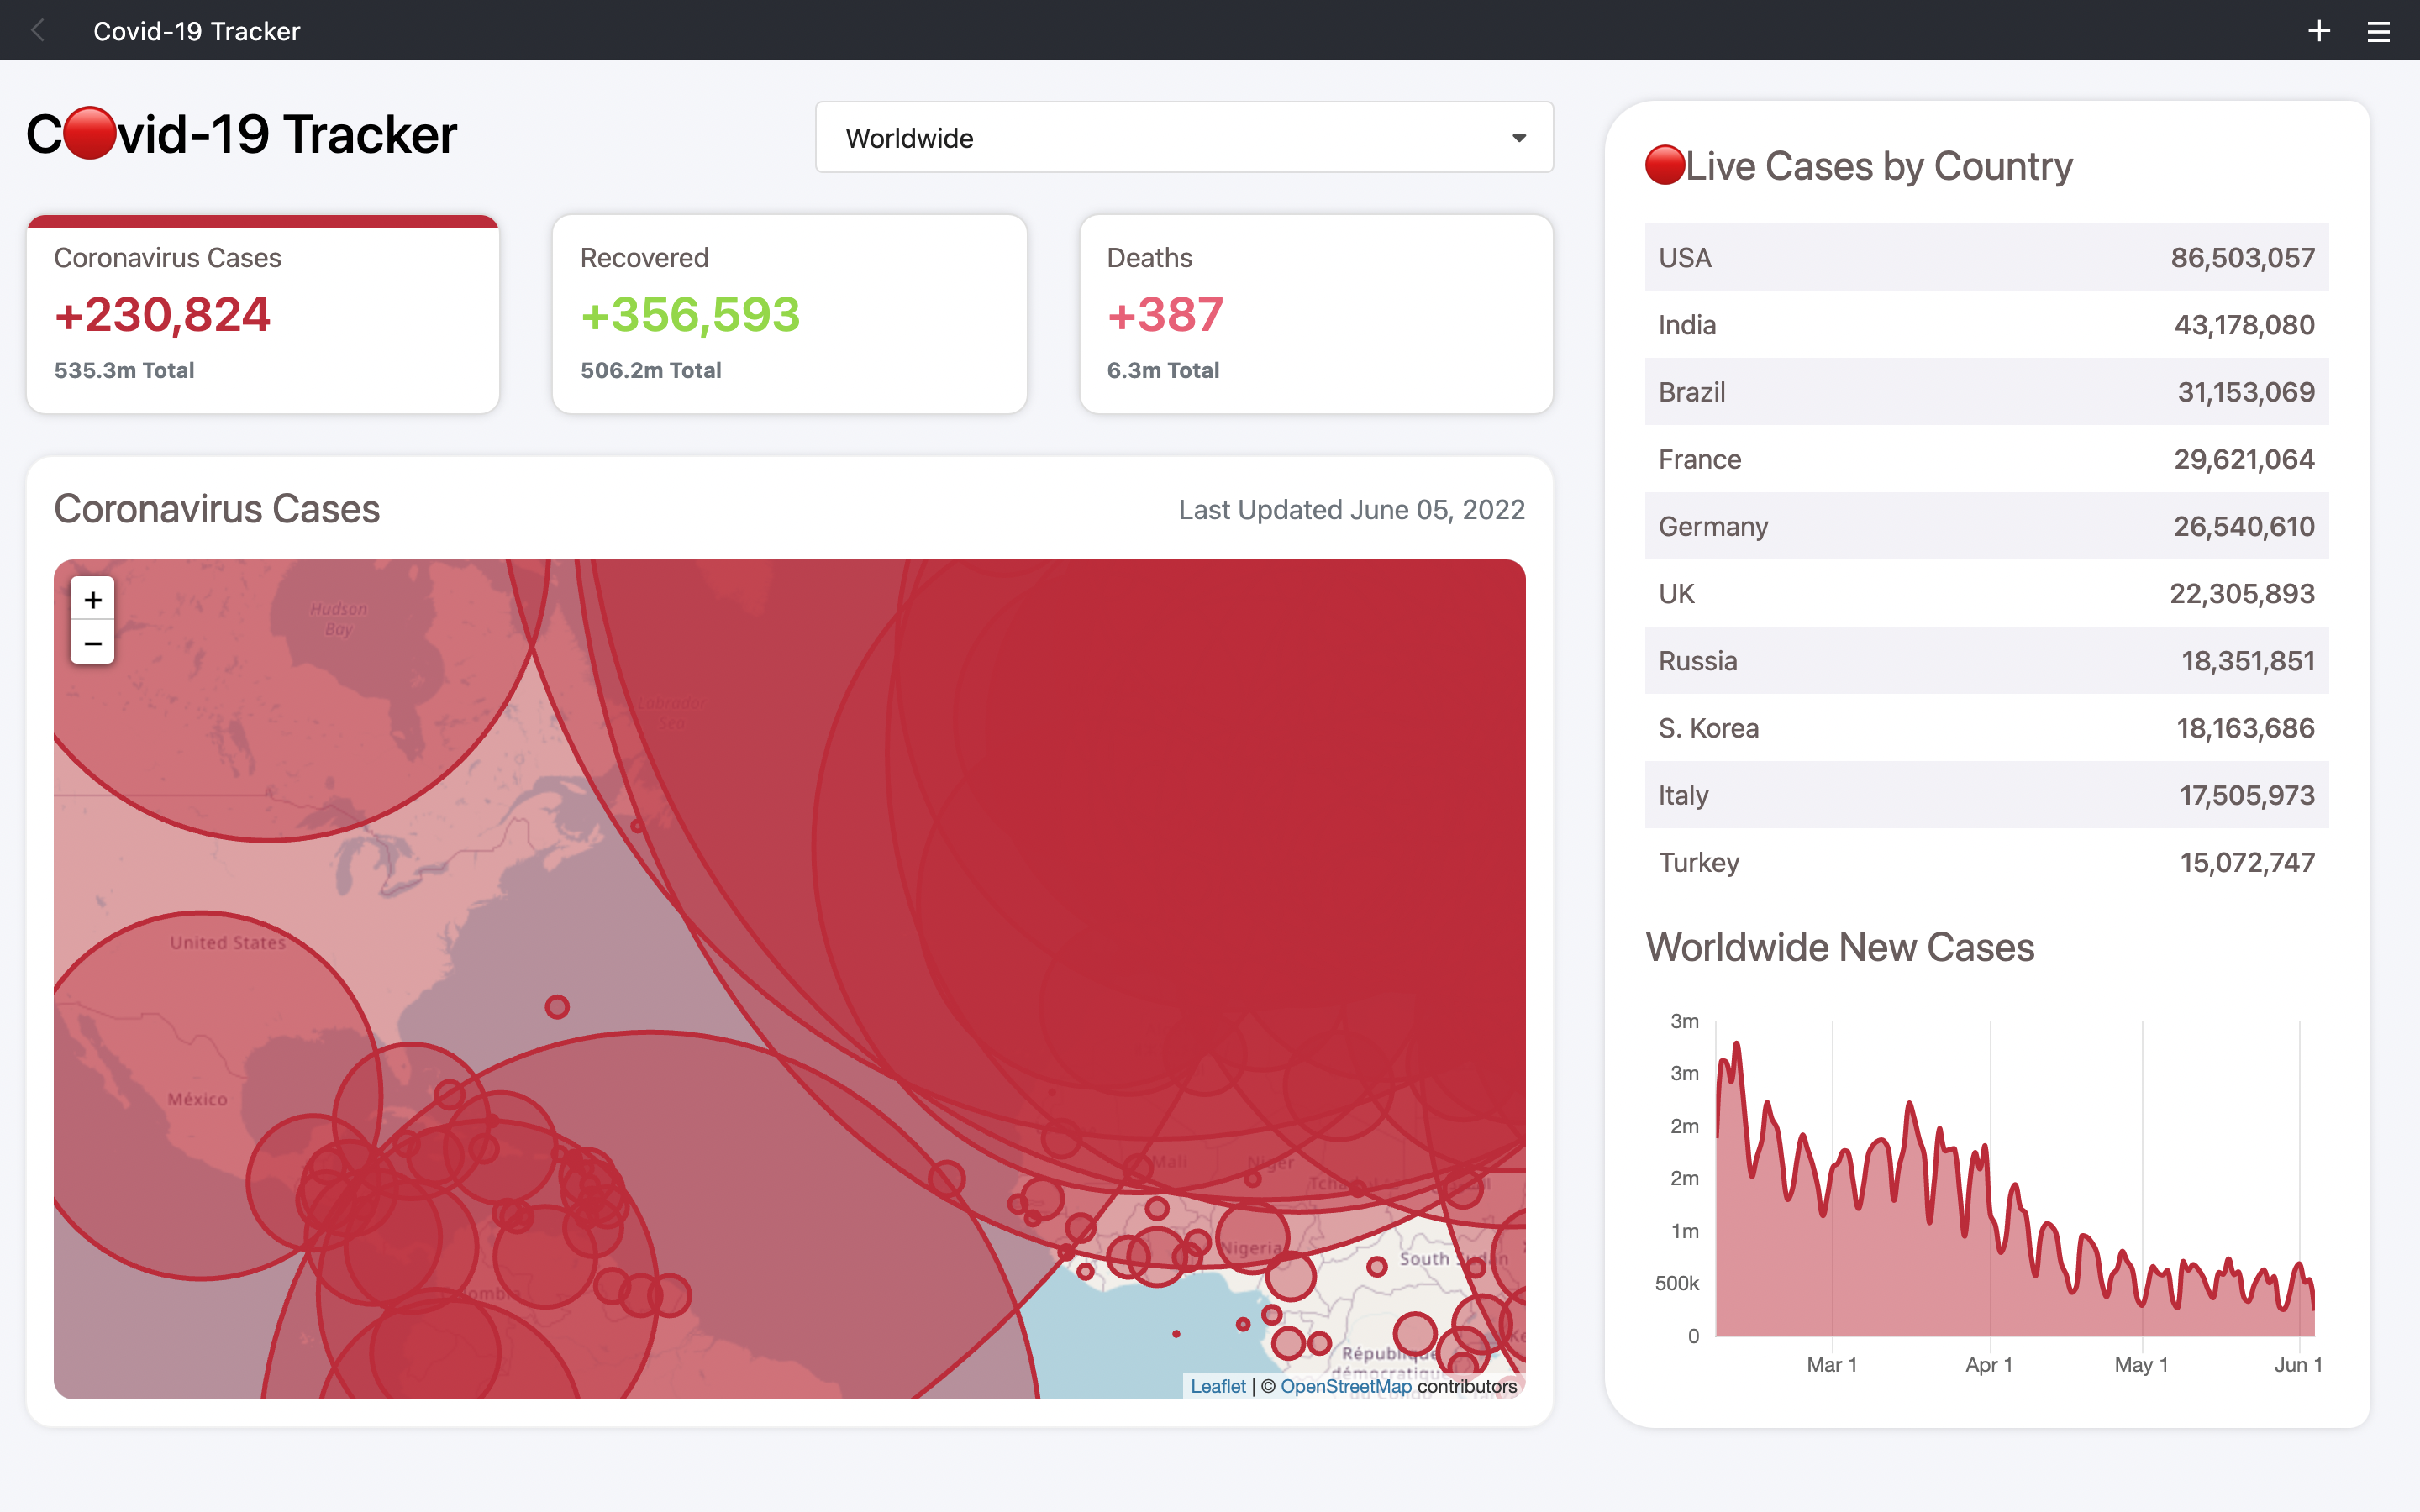 Covid-19 Tracker
C🔴vid-19 Tracker
Worldwide
Coronavirus Cases
+230,824
535.3m Total
Recovered
+356,593
506.2m Total
Deaths
+387
6.3m Total
Coronavirus Cases
Last Updated June 05, 2022
+
−
Hudson
Bay
Labrador
Sea
United States
México
Mali
Niger
Nigeria
South Sudan
République
démocratique
du Congo
Leaflet | © OpenStreetMap contributors
🔴Live Cases by Country
USA 86,503,057
India 43,178,080
Brazil 31,153,069
France 29,621,064
Germany 26,540,610
UK 22,305,893
Russia 18,351,851
S. Korea 18,163,686
Italy 17,505,973
Turkey 15,072,747
Worldwide New Cases
3m
3m
2m
2m
1m
500k
0
Mar 1 Apr 1 May 1 Jun 1